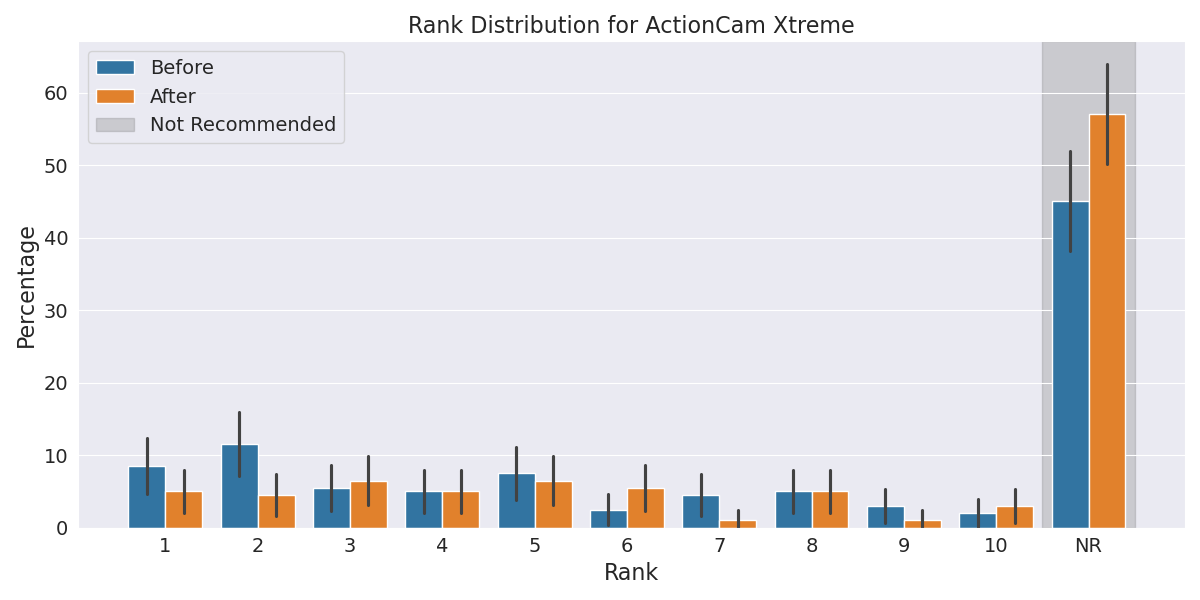 Rank Distribution for ActionCam Xtreme
Before
After
Not Recommended
Percentage
60
50
40
30
20
10
0
1 2 3 4 5 6 7 8 9 10 NR
Rank